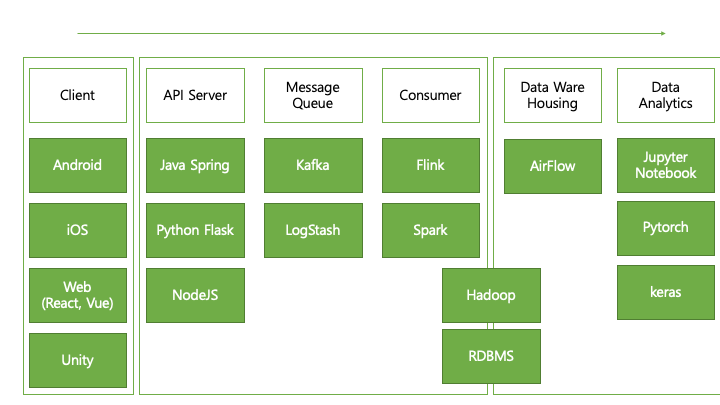 Client
API Server
Message
Queue
Consumer
Data Ware
Housing
Data
Analytics
Android
Java Spring
Kafka
Flink
AirFlow
Jupyter
Notebook
iOS
Python Flask
LogStash
Spark
Pytorch
Web
(React, Vue)
NodeJS
Hadoop
keras
Unity
RDBMS